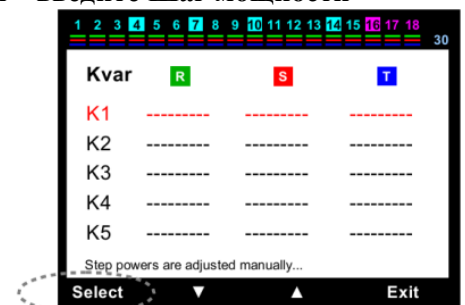 1 2 3 4 5 6 7 8 9 10 11 12 13 14 15 16 17 18
30
Kvar R S T
K1 --------- --------- ---------
K2 --------- --------- ---------
K3 --------- --------- ---------
K4 --------- --------- ---------
K5 --------- --------- ---------
Step powers are adjusted manually...
Select ▼ ▲ Exit